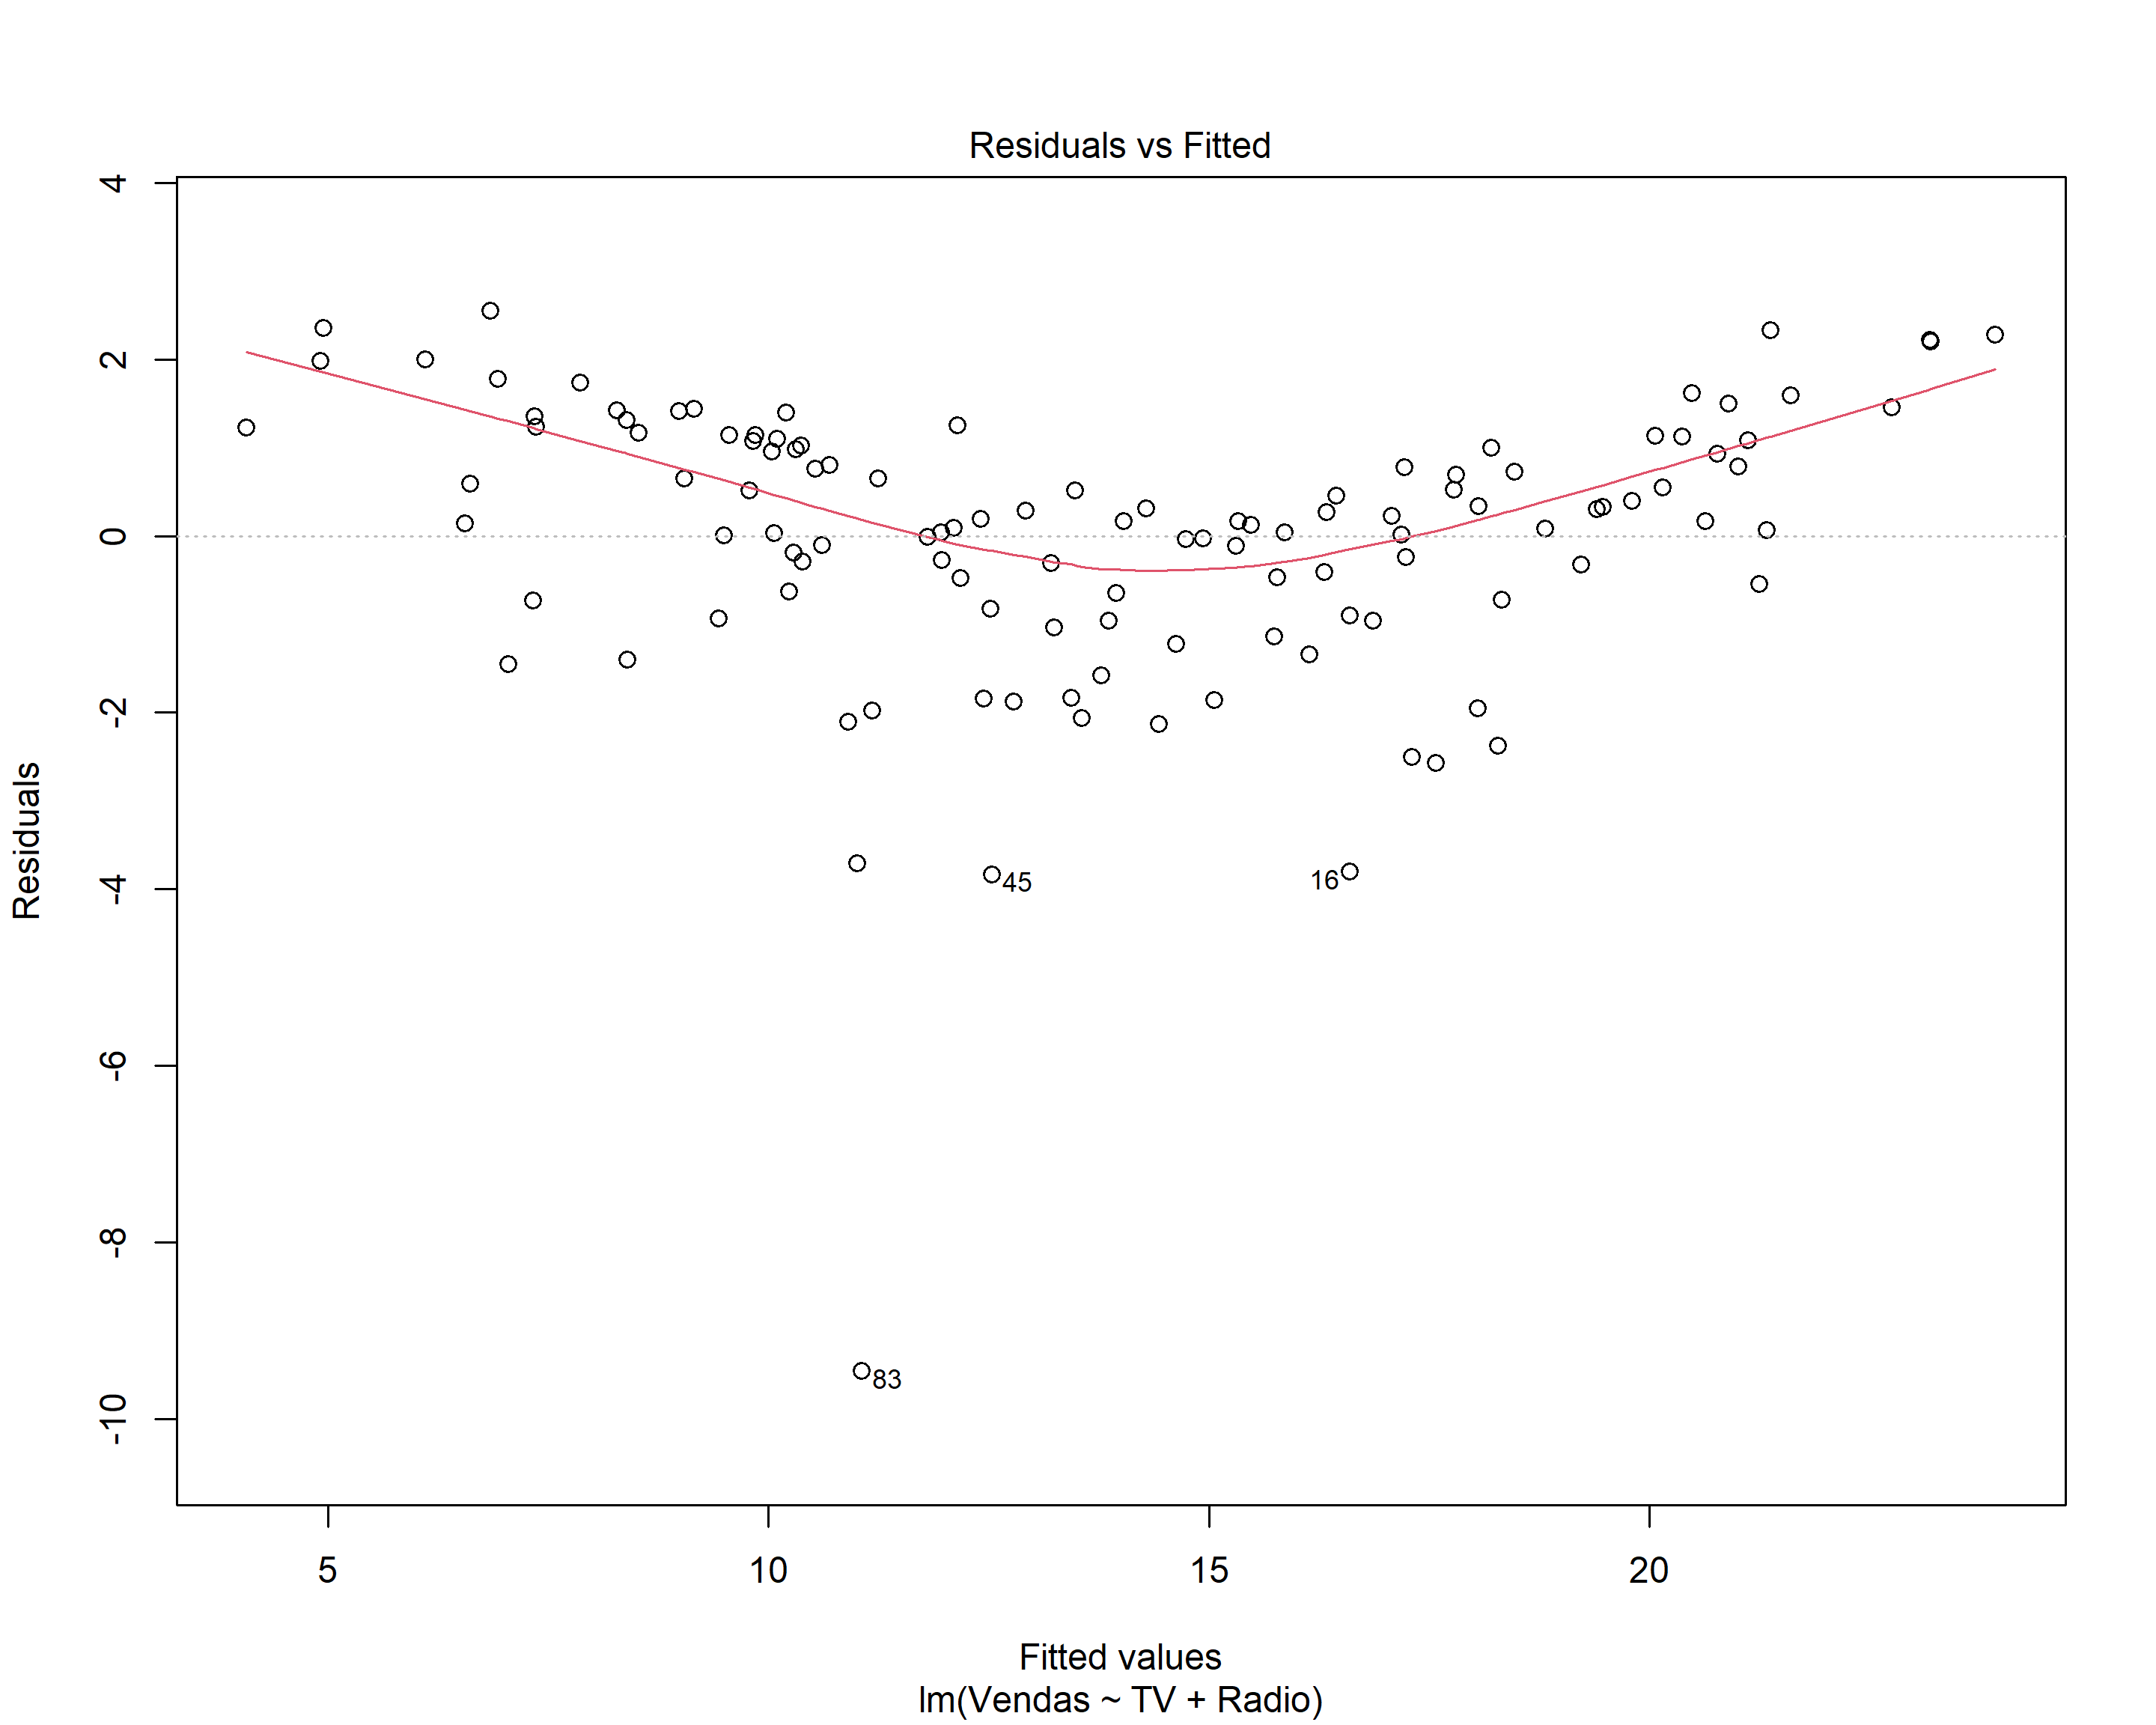 Residuals vs Fitted
4
2
0
-2
-4
-6
-8
-10
Residuals
45
16
83
5 10 15 20
Fitted values
lm(Vendas ~ TV + Radio)